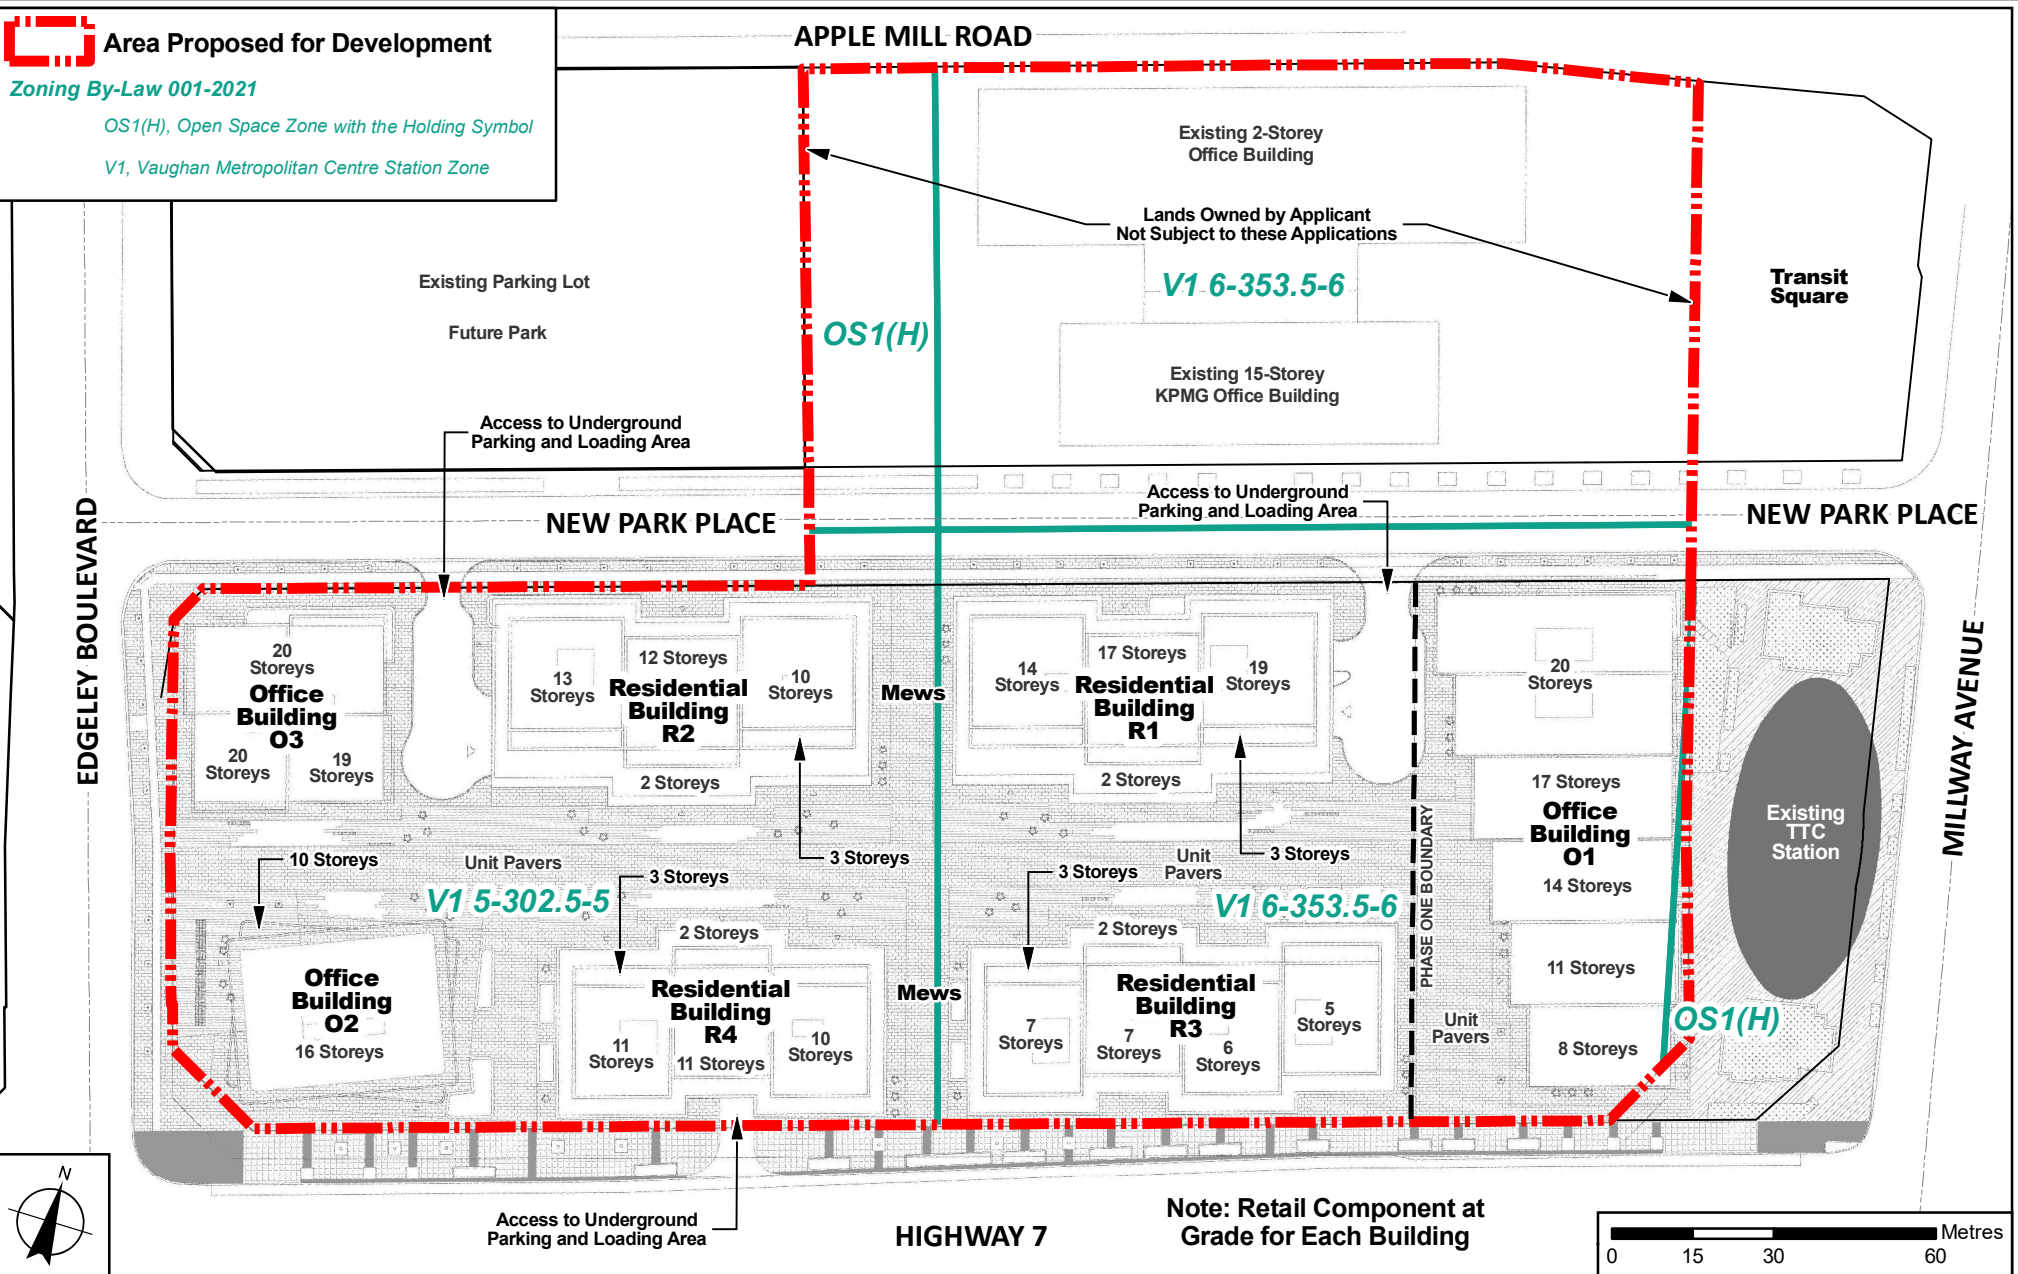 Area Proposed for Development
Zoning By-Law 001-2021
OS1(H), Open Space Zone with the Holding Symbol
V1, Vaughan Metropolitan Centre Station Zone
APPLE MILL ROAD
Existing 2-Storey
Office Building
Lands Owned by Applicant
Not Subject to these Applications
V1 6-353.5-6
Transit
Square
Existing Parking Lot
Future Park
OS1(H)
Existing 15-Storey
KPMG Office Building
Access to Underground
Parking and Loading Area
Access to Underground
Parking and Loading Area
NEW PARK PLACE
NEW PARK PLACE
EDGELEY BOULEVARD
MILLWAY AVENUE
20
Storeys
Office
Building
O3
20
Storeys
19
Storeys
13
Storeys
12 Storeys
10
Storeys
Residential
Building
R2
2 Storeys
Mews
14
Storeys
17 Storeys
19
Storeys
Residential
Building
R1
2 Storeys
20
Storeys
17 Storeys
Office
Building
O1
14 Storeys
11 Storeys
8 Storeys
Existing
TTC
Station
PHASE ONE BOUNDARY
10 Storeys
Unit Pavers
3 Storeys
3 Storeys
V1 5-302.5-5
3 Storeys
Unit
Pavers
3 Storeys
V1 6-353.5-6
Office
Building
O2
16 Storeys
2 Storeys
Residential
Building
R4
11
Storeys
11 Storeys
10
Storeys
Mews
2 Storeys
Residential
Building
R3
7
Storeys
7
Storeys
6
Storeys
5
Storeys
Unit
Pavers
OS1(H)
N
Access to Underground
Parking and Loading Area
HIGHWAY 7
Note: Retail Component at
Grade for Each Building
Metres
0 15 30 60